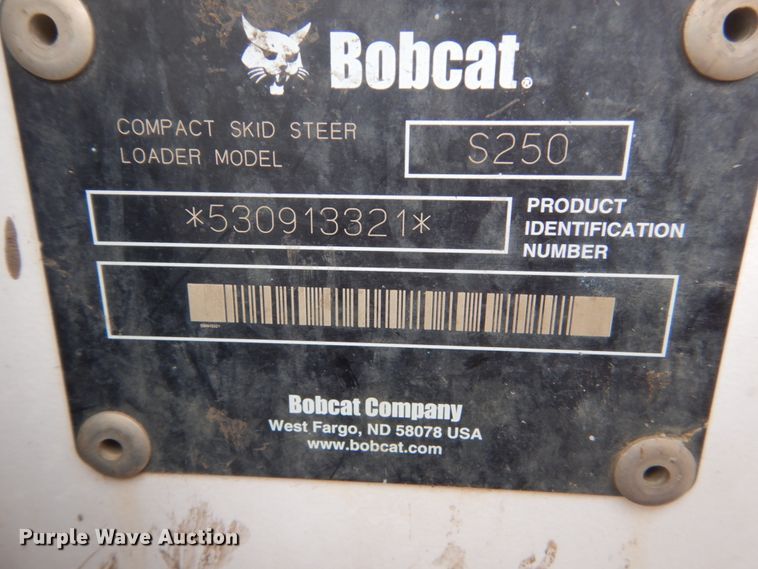 Bobcat®
COMPACT SKID STEER
LOADER MODEL
S250
*530913321*
PRODUCT
IDENTIFICATION
NUMBER
Bobcat Company
West Fargo, ND 58078 USA
www.bobcat.com
Purple Wave Auction